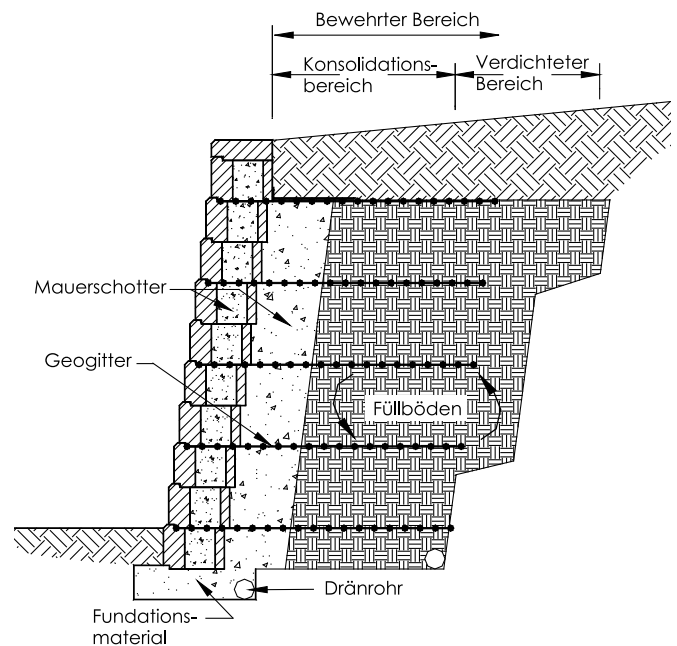 Bewehrter Bereich
Konsolidations-
bereich
Verdichteter
Bereich
Mauerschotter
Geogitter
Füllböden
Dränrohr
Fundations-
material